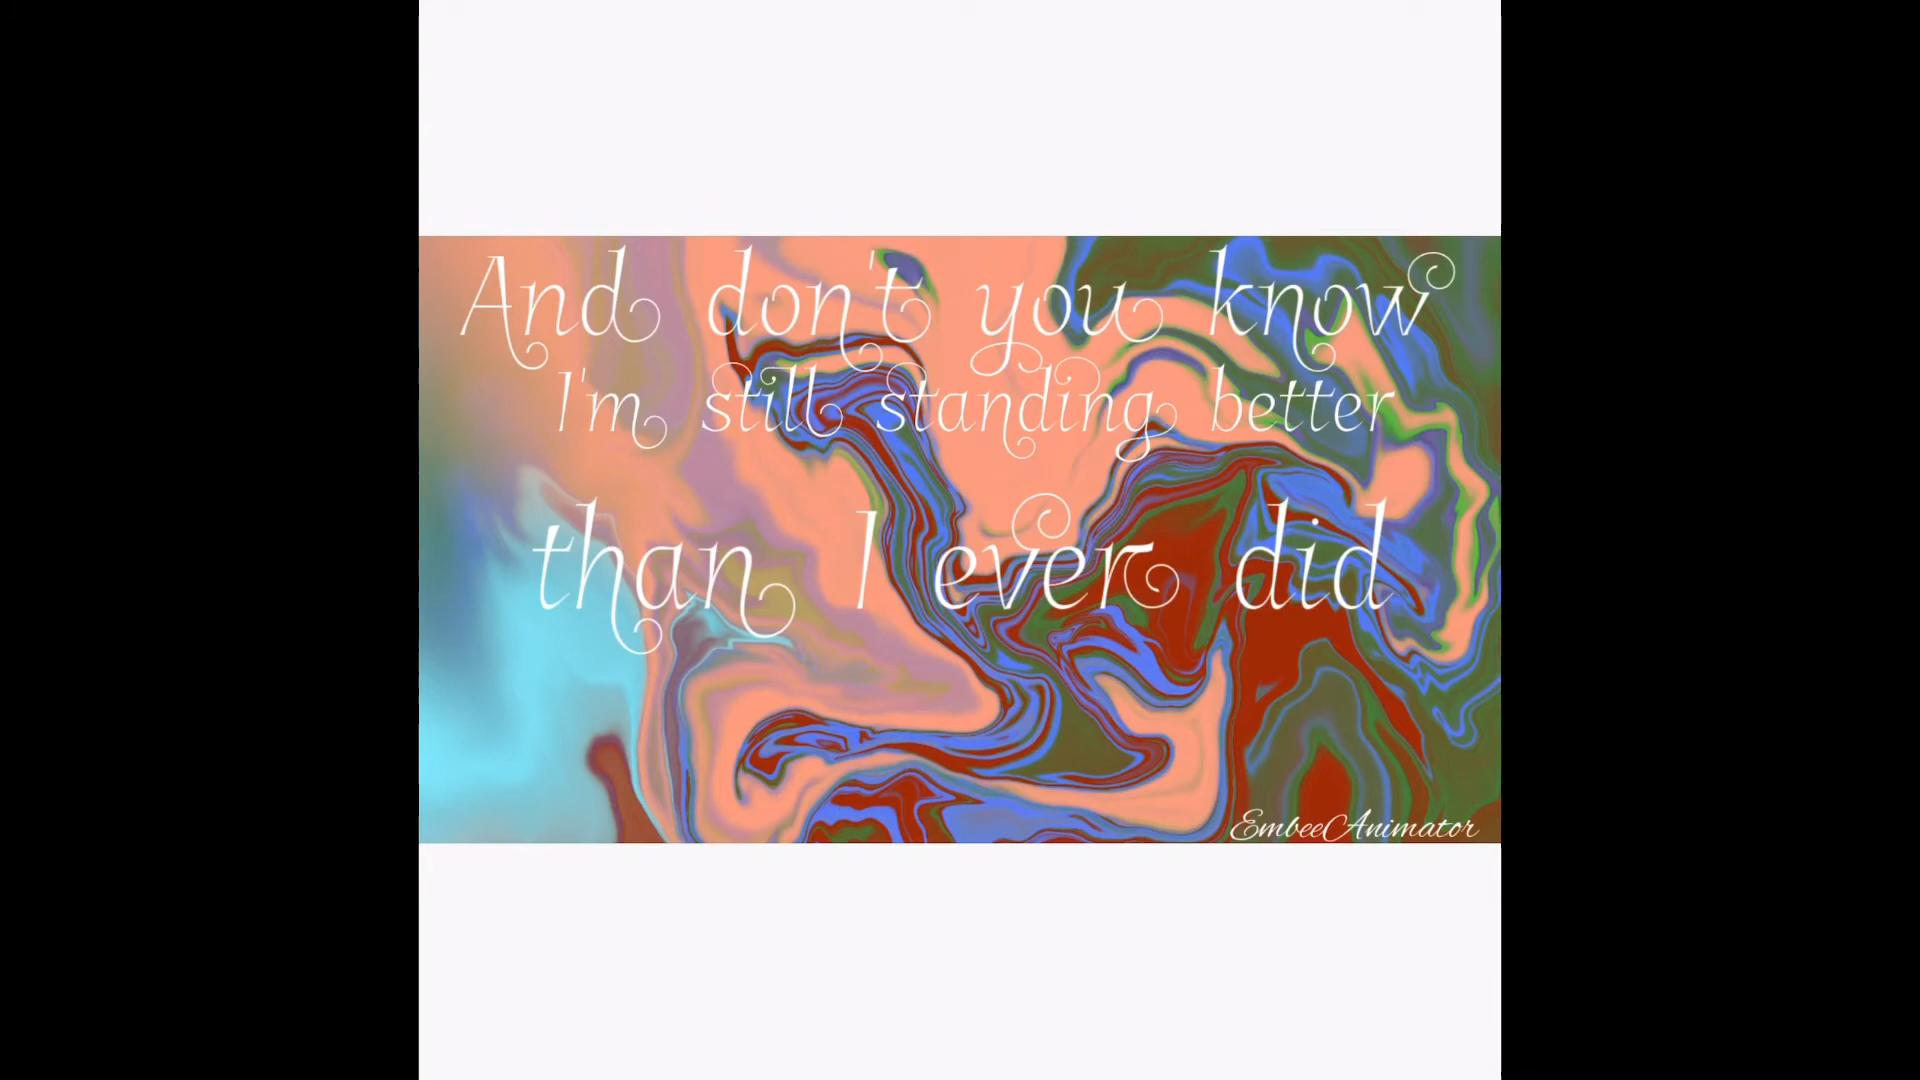 And don't you know
I'm still standing better
than I ever did
EmbeeAnimator